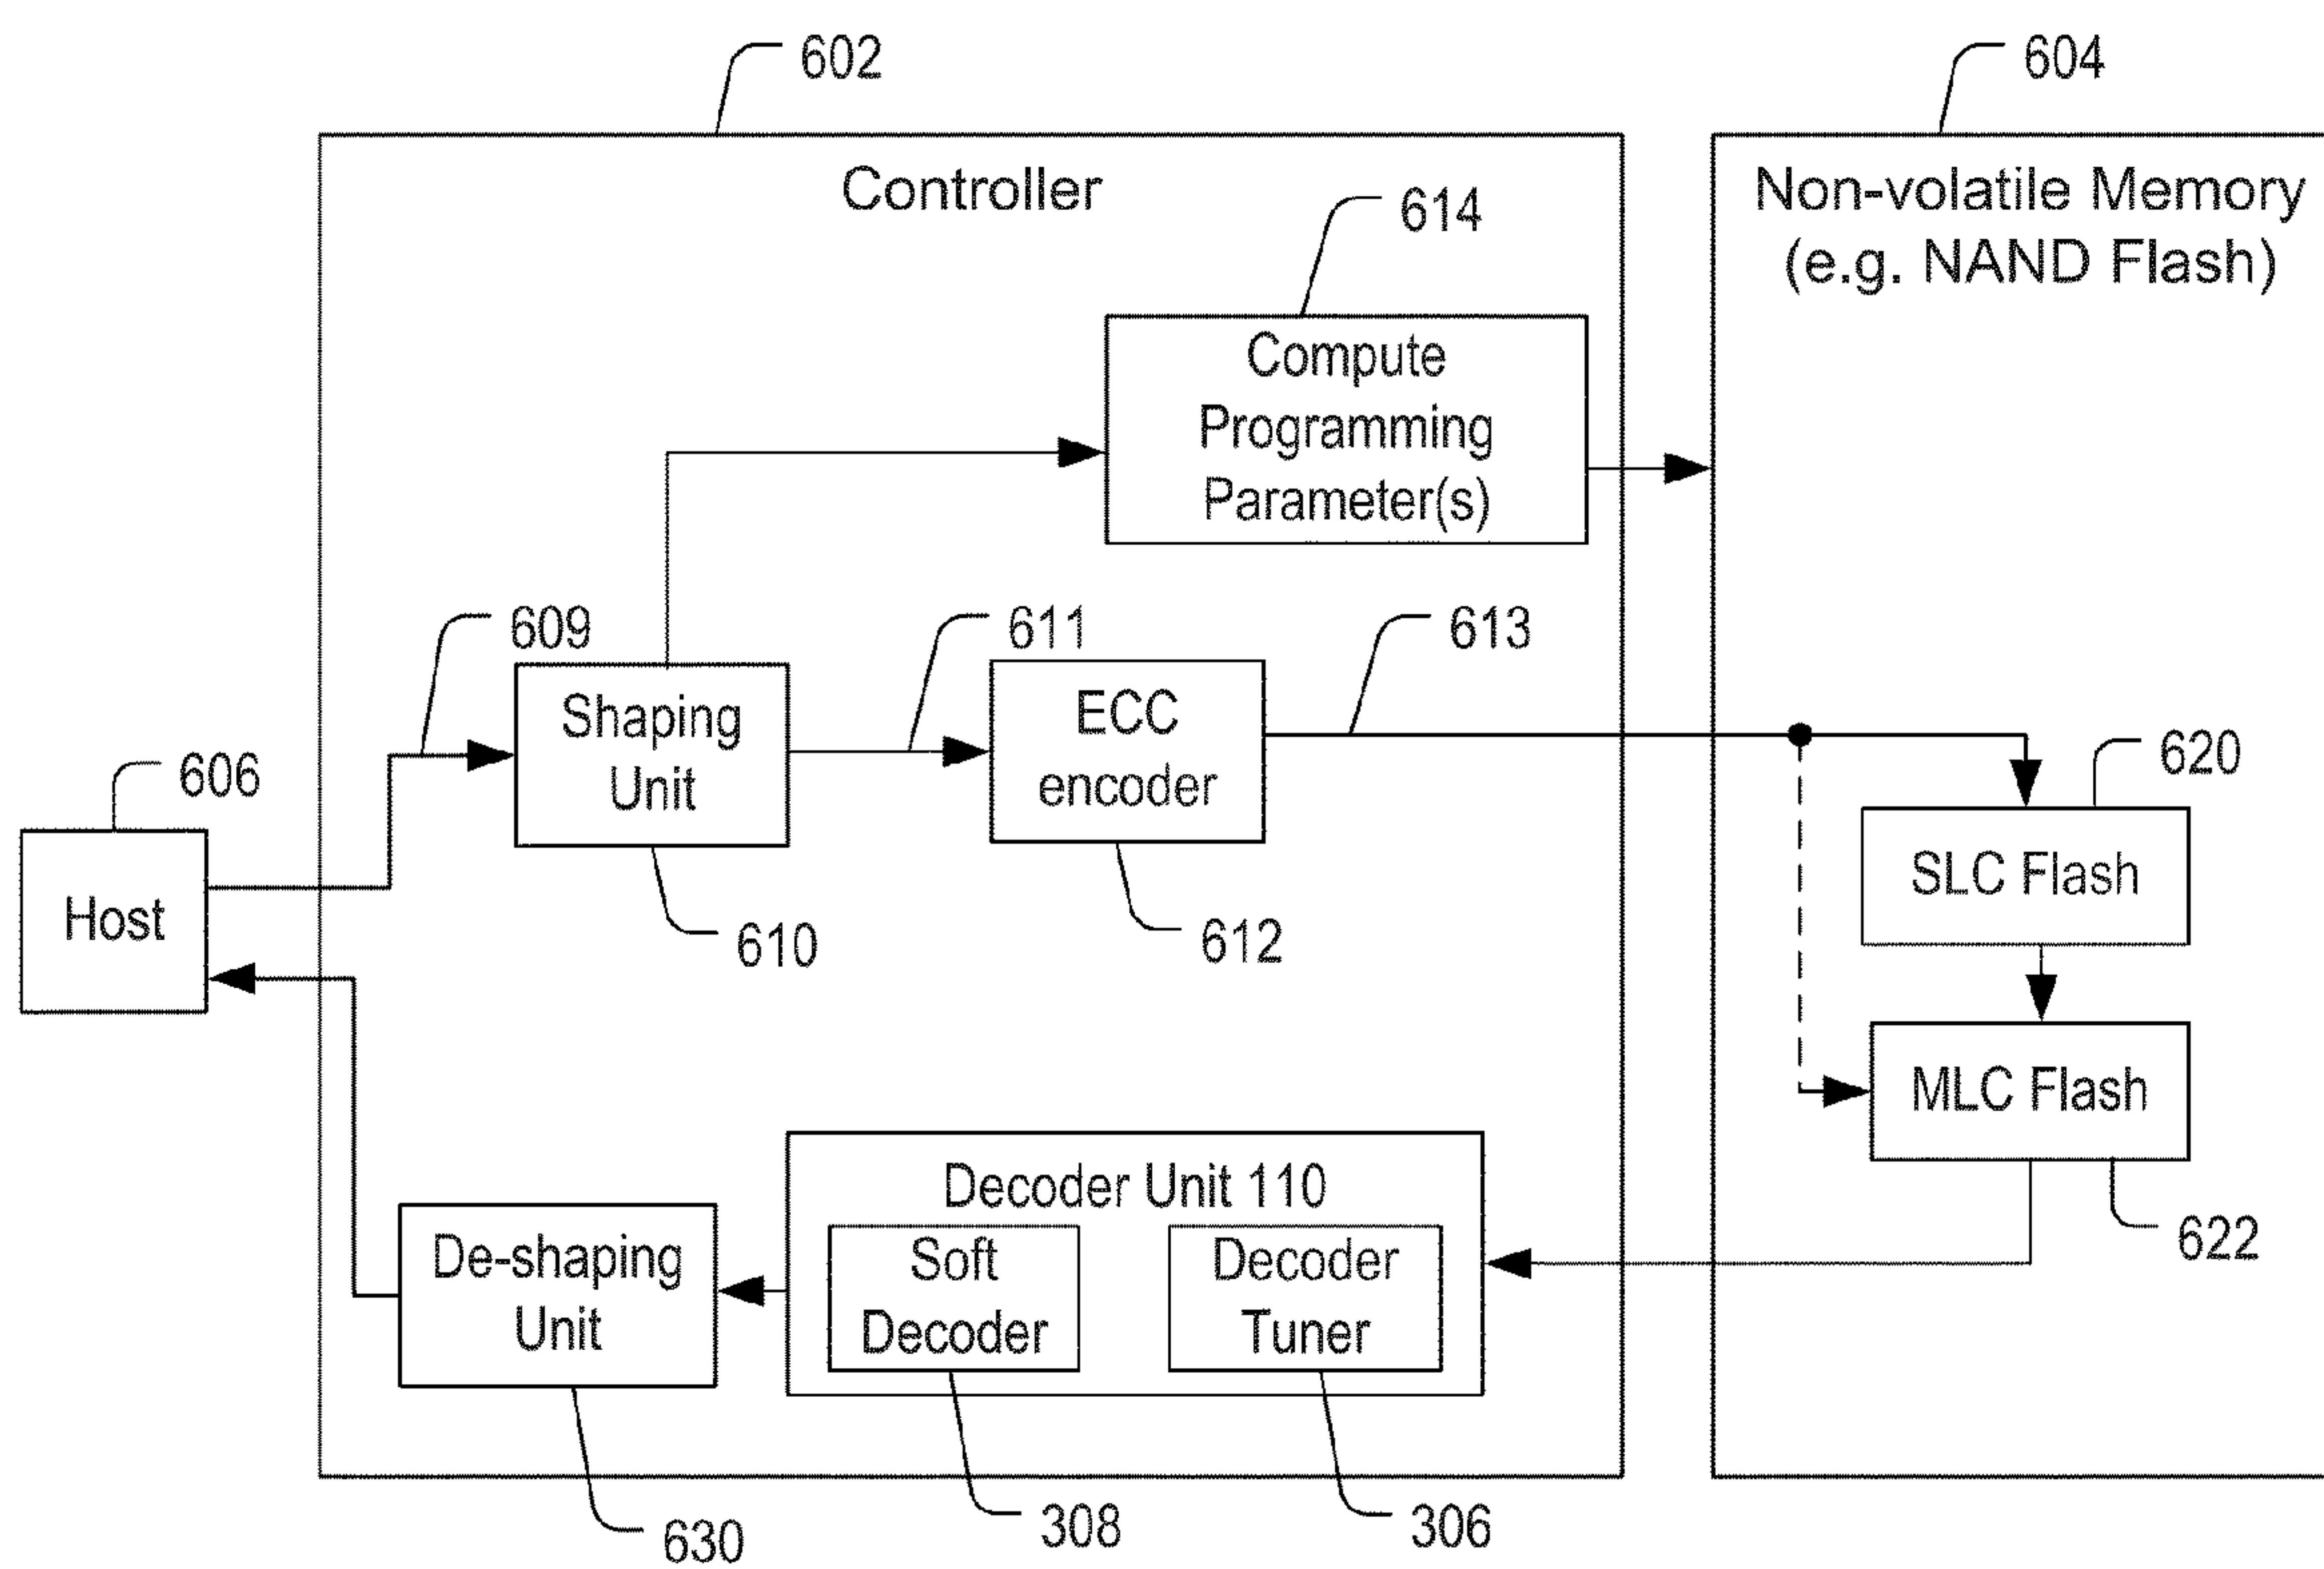 602
604
Controller
Non-volatile Memory
(e.g. NAND Flash)
614
Compute
Programming
Parameter(s)
609
611
613
Shaping
Unit
ECC
encoder
620
606
SLC Flash
Host
610
612
MLC Flash
Decoder Unit 110
622
De-shaping
Unit
Soft
Decoder
Decoder
Tuner
308
306
630